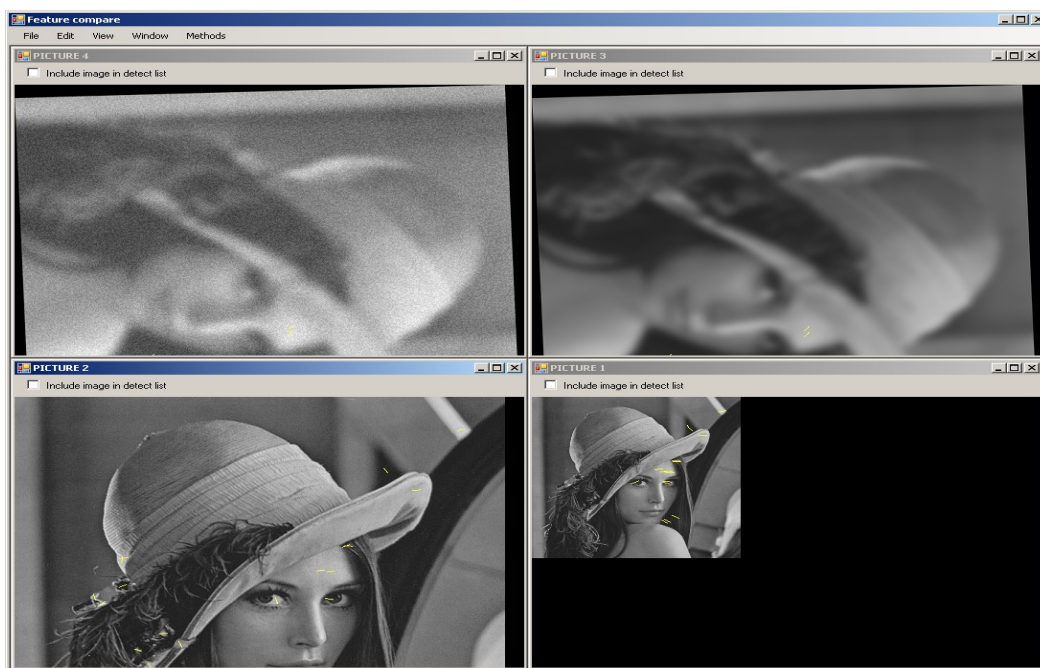 Feature compare
File Edit View Window Methods
PICTURE 4
Include image in detect list
PICTURE 3
Include image in detect list
PICTURE 2
Include image in detect list
PICTURE 1
Include image in detect list